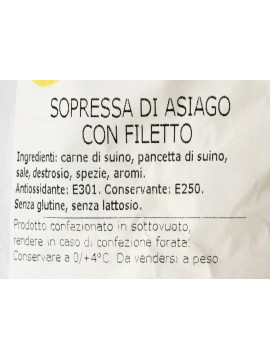 SOPRESSA DI ASIAGO
CON FILETTO
Ingredienti: carne di suino, pancetta di suino,
sale, destrosio, spezie, aromi.
Antiossidante: E301. Conservante: E250.
Senza glutine, senza lattosio.
Prodotto confezionato in sottovuoto,
rendere in caso di confezione forata.
Conservare a 0/+4°C. Da vendersi a peso